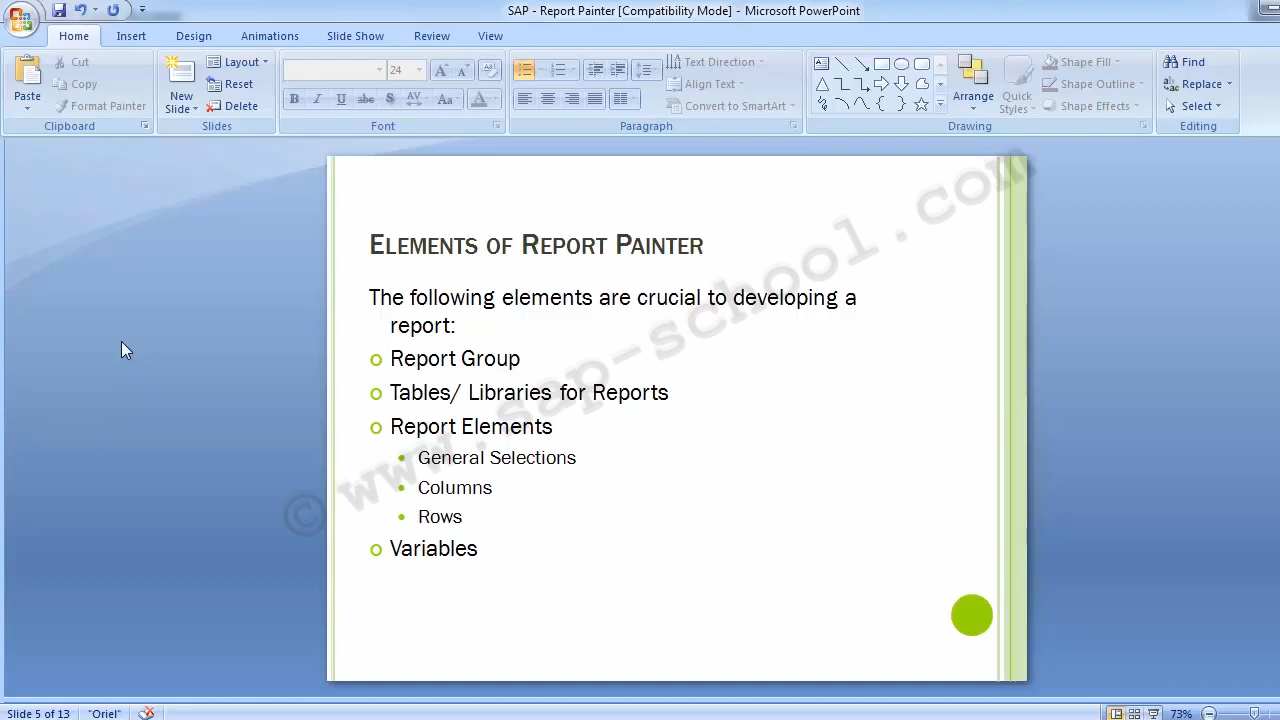 SAP - Report Painter [Compatibility Mode] - Microsoft PowerPoint
Home Insert Design Animations Slide Show Review View
Paste
Cut
Copy
Format Painter
Clipboard
New
Slide
Layout
Reset
Delete
Slides
24
B I U abc S AV Aa A
Font
Text Direction
Align Text
Convert to SmartArt
Paragraph
Arrange
Quick
Styles
Shape Fill
Shape Outline
Shape Effects
Drawing
Find
Replace
Select
Editing
ELEMENTS OF REPORT PAINTER
The following elements are crucial to developing a
report:
Report Group
Tables/ Libraries for Reports
Report Elements
General Selections
Columns
Rows
Variables
© www.sap-school.com
Slide 5 of 13 "Oriel" 73%